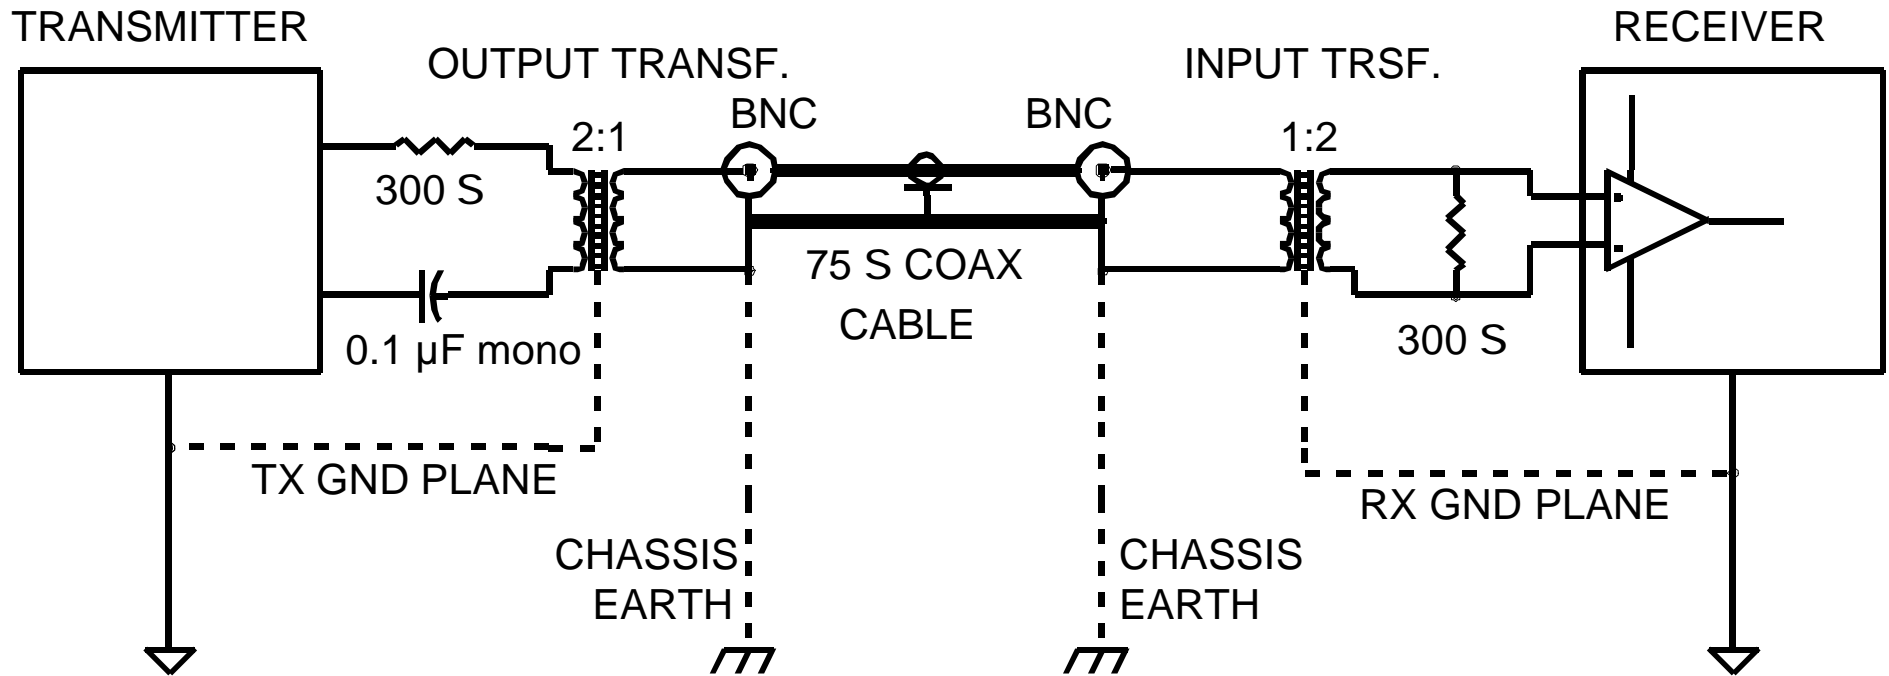 TRANSMITTER
RECEIVER
OUTPUT TRANSF.
INPUT TRSF.
BNC
BNC
2:1
1:2
300 S
75 S COAX
CABLE
0.1 µF mono
300 S
TX GND PLANE
RX GND PLANE
CHASSIS
EARTH
CHASSIS
EARTH